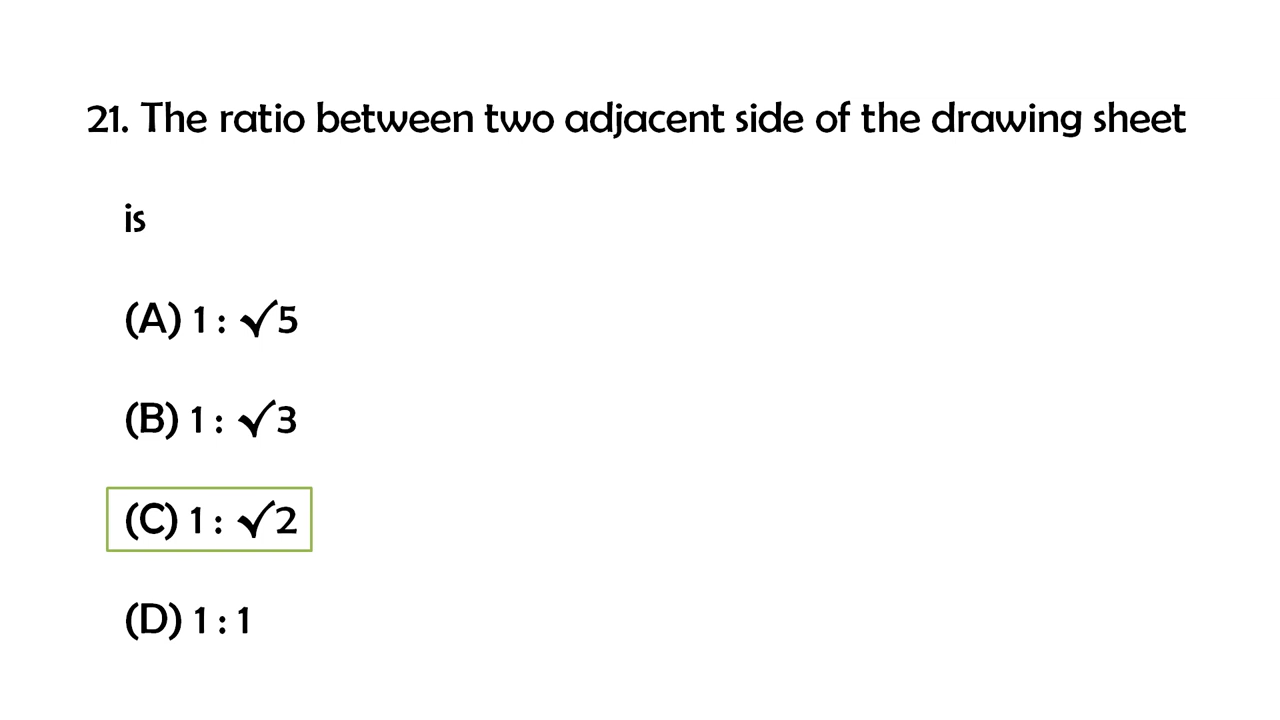 21. The ratio between two adjacent side of the drawing sheet
is
(A) 1 : √5
(B) 1 : √3
(C) 1 : √2
(D) 1 : 1